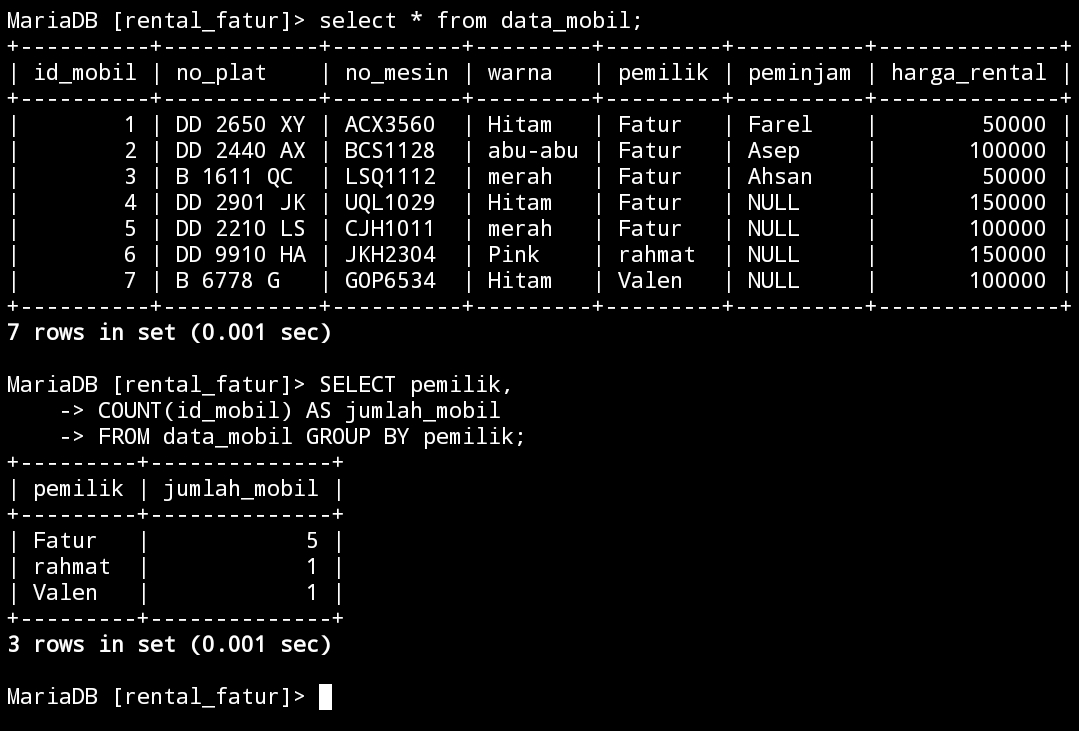 MariaDB [rental_fatur]> select * from data_mobil;
+----------+------------+----------+---------+---------+----------+--------------+
| id_mobil | no_plat    | no_mesin | warna   | pemilik | peminjam | harga_rental |
+----------+------------+----------+---------+---------+----------+--------------+
|        1 | DD 2650 XY | ACX3560  | Hitam   | Fatur   | Farel    |        50000 |
|        2 | DD 2440 AX | BCS1128  | abu-abu | Fatur   | Asep     |       100000 |
|        3 | B 1611 QC  | LSQ1112  | merah   | Fatur   | Ahsan    |        50000 |
|        4 | DD 2901 JK | UQL1029  | Hitam   | Fatur   | NULL     |       150000 |
|        5 | DD 2210 LS | CJH1011  | merah   | Fatur   | NULL     |       100000 |
|        6 | DD 9910 HA | JKH2304  | Pink    | rahmat  | NULL     |       150000 |
|        7 | B 6778 G   | GOP6534  | Hitam   | Valen   | NULL     |       100000 |
+----------+------------+----------+---------+---------+----------+--------------+
7 rows in set (0.001 sec)

MariaDB [rental_fatur]> SELECT pemilik,
    -> COUNT(id_mobil) AS jumlah_mobil
    -> FROM data_mobil GROUP BY pemilik;
+---------+--------------+
| pemilik | jumlah_mobil |
+---------+--------------+
| Fatur   |            5 |
| rahmat  |            1 |
| Valen   |            1 |
+---------+--------------+
3 rows in set (0.001 sec)

MariaDB [rental_fatur]>